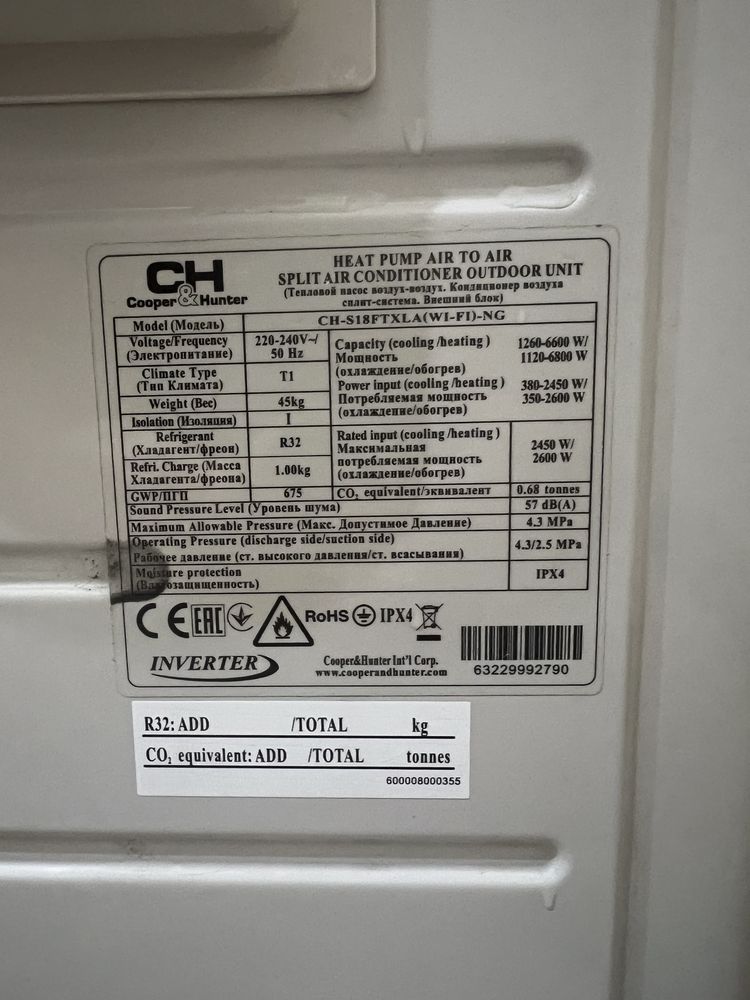 CH
Cooper&Hunter
HEAT PUMP AIR TO AIR
SPLIT AIR CONDITIONER OUTDOOR UNIT
(Тепловой насос воздух-воздух. Кондиционер воздуха
сплит-система. Внешний блок)
Model (Модель)
CH-S18FTXLA(WI-FI)-NG
Voltage/Frequency
(Электропитание)
220-240V~/
50 Hz
Climate Type
(Тип Климата)
T1
Weight (Вес)
45kg
Isolation (Изоляция)
I
Refrigerant
(Хладагент/фреон)
R32
Refri. Charge (Масса
Хладагента/фреона)
1.00kg
Capacity (cooling /heating )
Мощность
(охлаждение/обогрев)
1260-6600 W/
1120-6800 W
Power input (cooling /heating )
Потребляемая мощность
(охлаждение/обогрев)
380-2450 W/
350-2600 W
Rated input (cooling /heating )
Максимальная
потребляемая мощность
(охлаждение/обогрев)
2450 W/
2600 W
GWP/ПГП
675
CO₂ equivalent/эквивалент
0.68 tonnes
Sound Pressure Level (Уровень шума)
57 dB(A)
Maximum Allowable Pressure (Макс. Допустимое Давление)
4.3 MPa
Operating Pressure (discharge side/suction side)
Рабочее давление (ст. высокого давления/ст. всасывания)
4.3/2.5 MPa
Moisture protection
(Влагозащищенность)
IPX4
CE EAC RoHS IPX4
INVERTER
Cooper&Hunter Int'l Corp.
www.cooperandhunter.com
63229992790
R32: ADD /TOTAL kg
CO₂ equivalent: ADD /TOTAL tonnes
600008000355